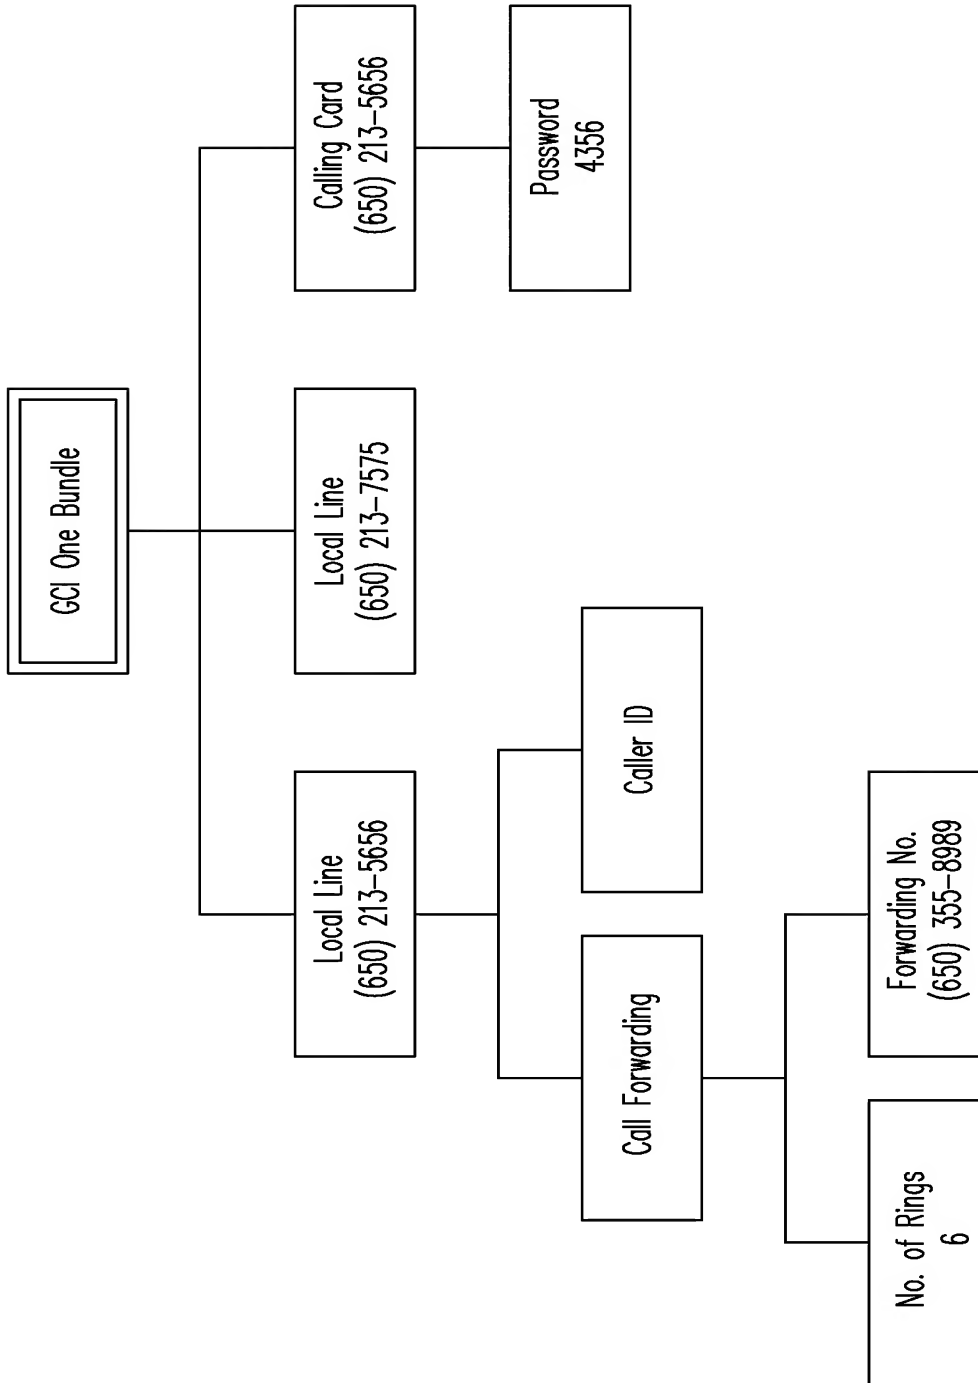 GCI One Bundle
Local Line
(650) 213-5656
Local Line
(650) 213-7575
Calling Card
(650) 213-5656
Call Forwarding
Caller ID
Password
4356
No. of Rings
6
Forwarding No.
(650) 355-8989